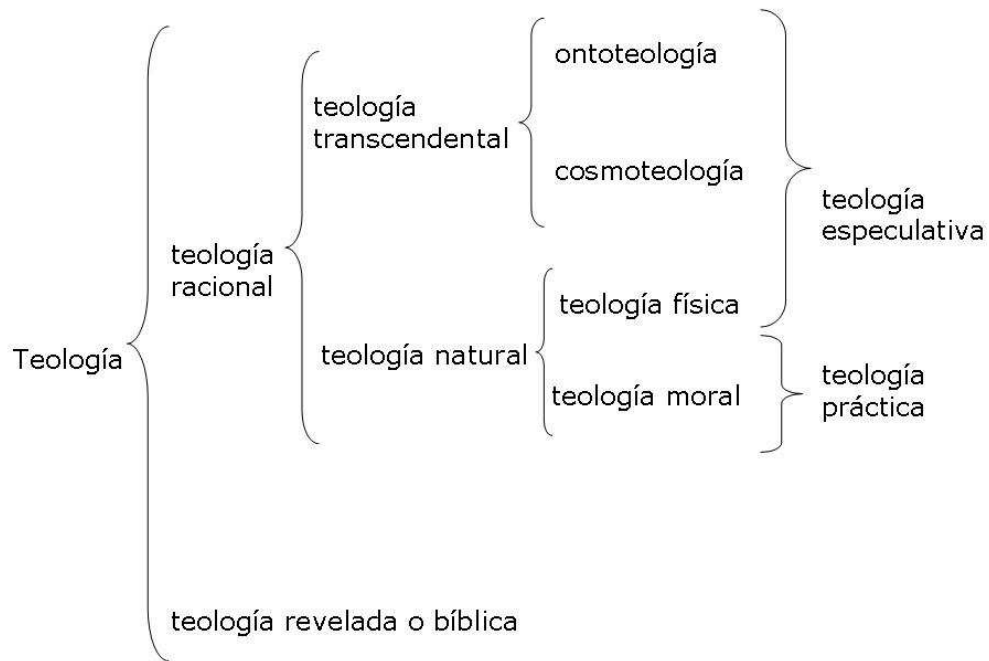 Teología
teología
racional
teología
transcendental
ontoteología
cosmoteología
teología natural
teología física
teología moral
teología
especulativa
teología
práctica
teología revelada o bíblica